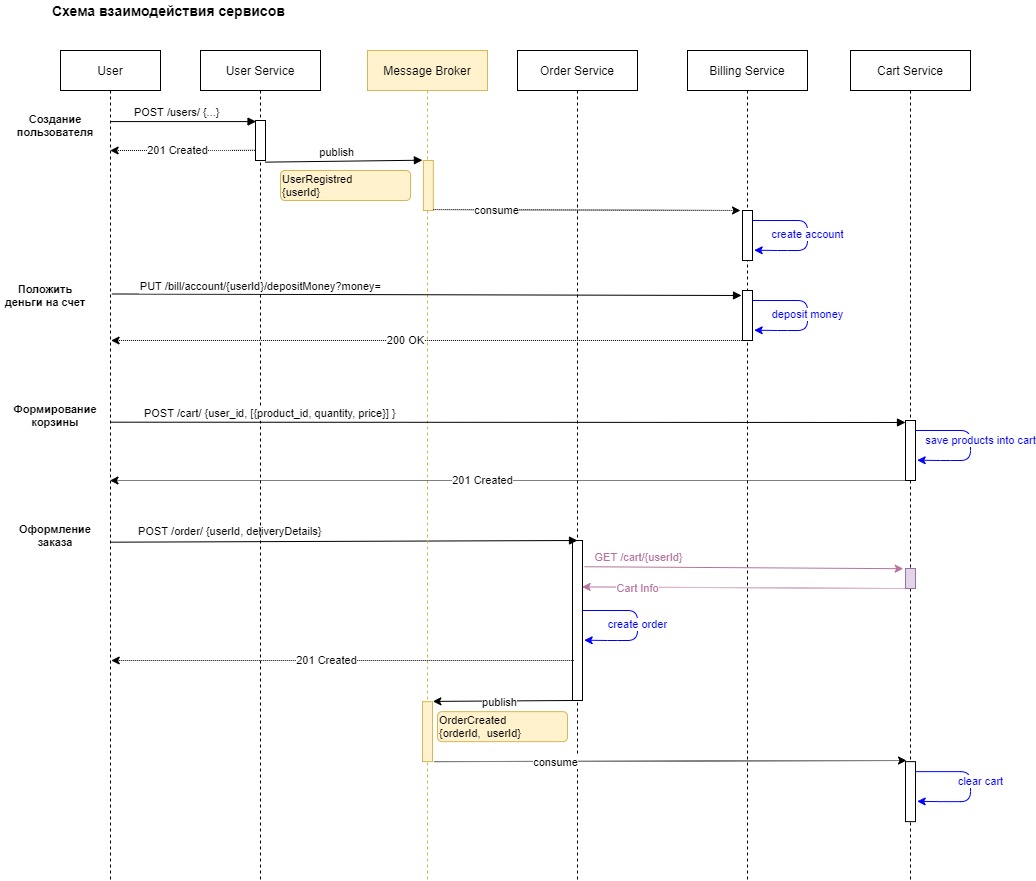 Схема взаимодействия сервисов
User
User Service
Message Broker
Order Service
Billing Service
Cart Service
Создание
пользователя
POST /users/ {...}
201 Created
publish
UserRegistred
{userId}
consume
create account
Положить
деньги на счет
PUT /bill/account/{userId}/depositMoney?money=
deposit money
200 OK
Формирование
корзины
POST /cart/ {user_id, [{product_id, quantity, price}] }
save products into cart
201 Created
Оформление
заказа
POST /order/ {userId, deliveryDetails}
GET /cart/{userId}
Cart Info
create order
201 Created
publish
OrderCreated
{orderId, userId}
consume
clear cart